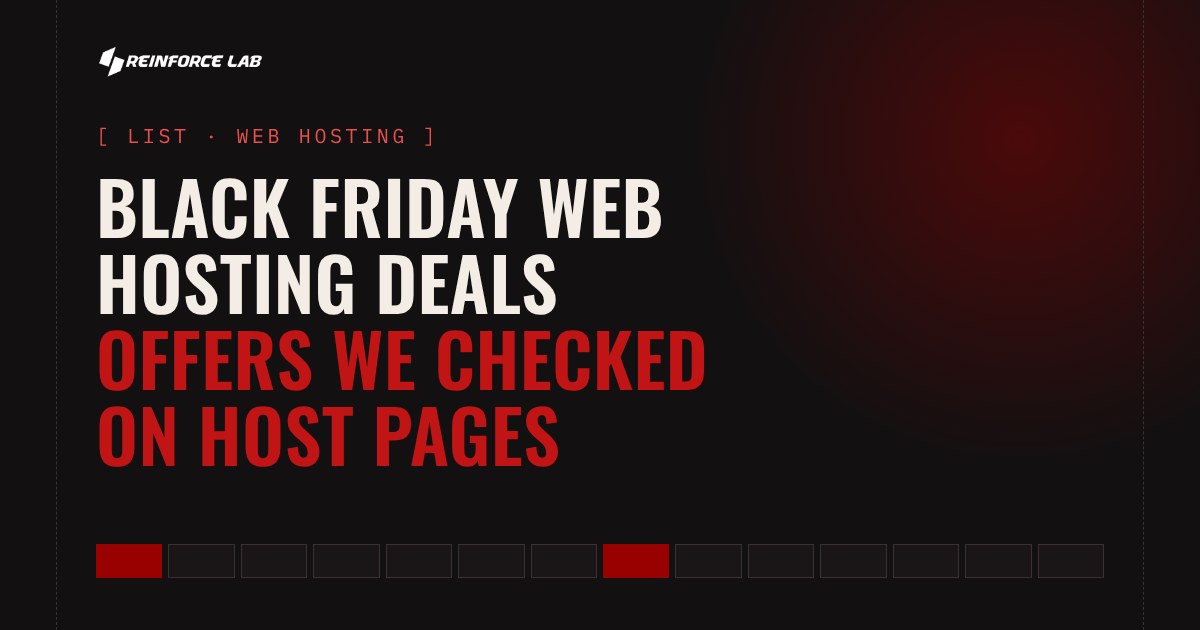 REINFORCE LAB
[ LIST · WEB HOSTING ]
BLACK FRIDAY WEB
HOSTING DEALS
OFFERS WE CHECKED
ON HOST PAGES